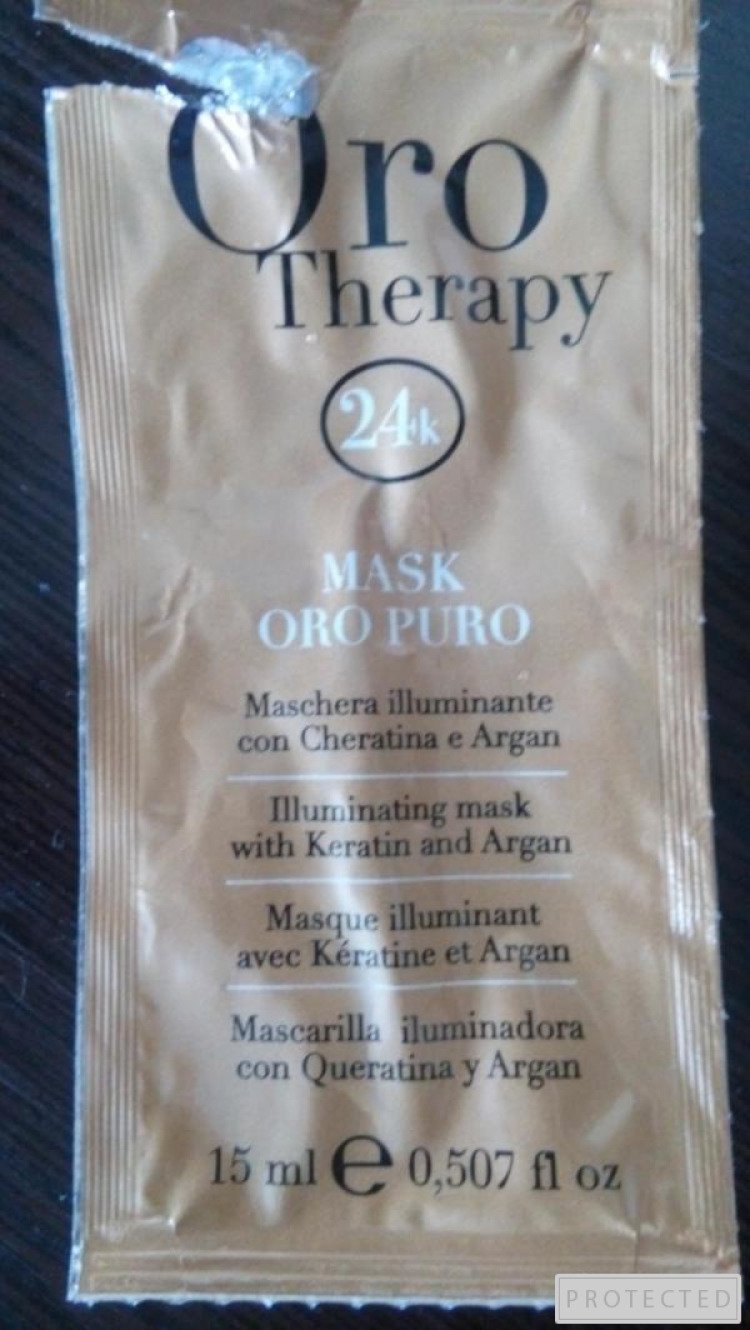 Oro
Therapy
24k
MASK
ORO PURO
Maschera illuminante
con Cheratina e Argan
Illuminating mask
with Keratin and Argan
Masque illuminant
avec Kératine et Argan
Mascarilla iluminadora
con Queratina y Argan
15 ml e 0,507 fl oz
PROTECTED